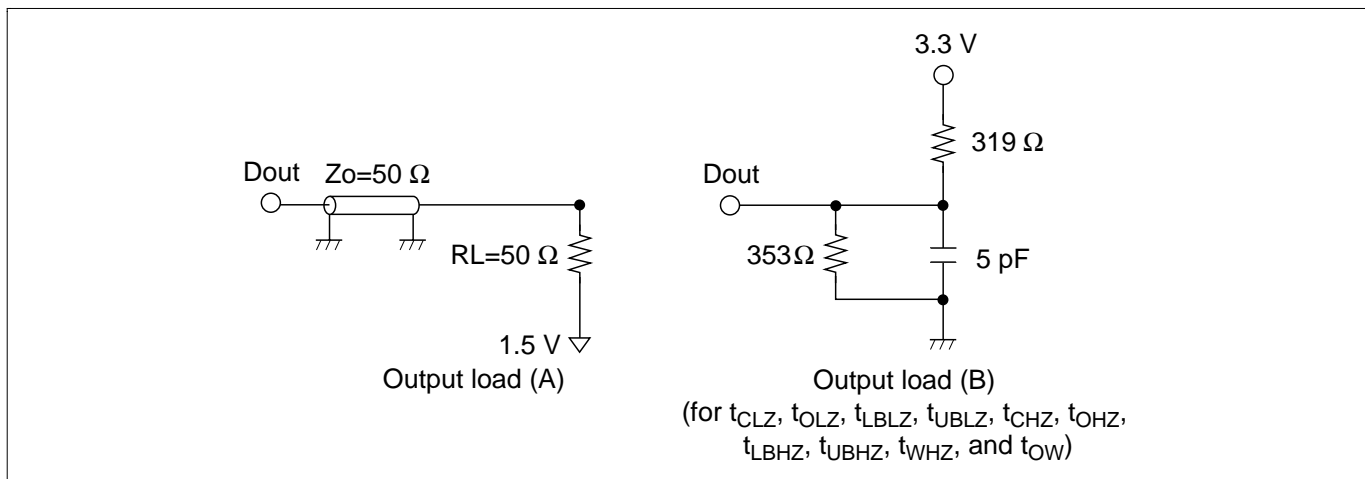 Dout
Zo=50 Ω
RL=50 Ω
1.5 V
Output load (A)
3.3 V
319 Ω
Dout
353Ω
5 pF
Output load (B)
(for tCLZ, tOLZ, tLBLZ, tUBLZ, tCHZ, tOHZ,
tLBHZ, tUBHZ, tWHZ, and tOW)